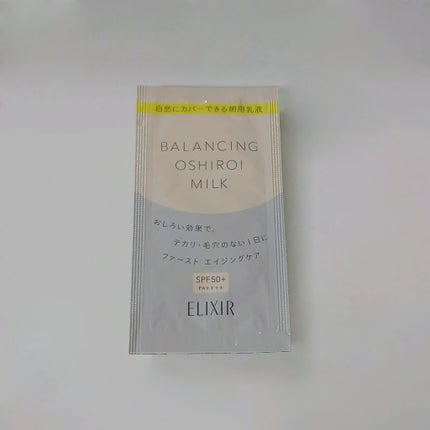 自然にカバーできる朝用乳液
BALANCING
OSHIROI
MILK
おしろい効果で、
テカリ・毛穴のない1日に
ファースト エイジングケア
SPF50+
PA++++
ELIXIR